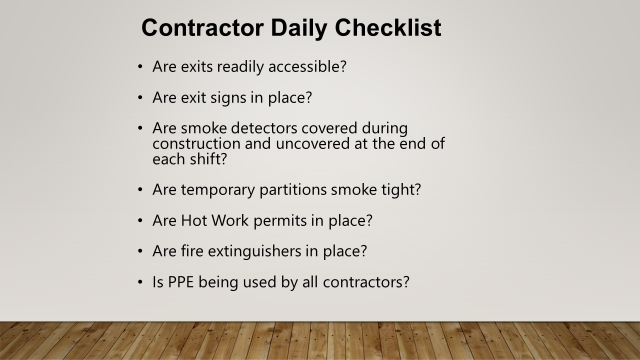 Contractor Daily Checklist
• Are exits readily accessible?
• Are exit signs in place?
• Are smoke detectors covered during
construction and uncovered at the end of
each shift?
• Are temporary partitions smoke tight?
• Are Hot Work permits in place?
• Are fire extinguishers in place?
• Is PPE being used by all contractors?